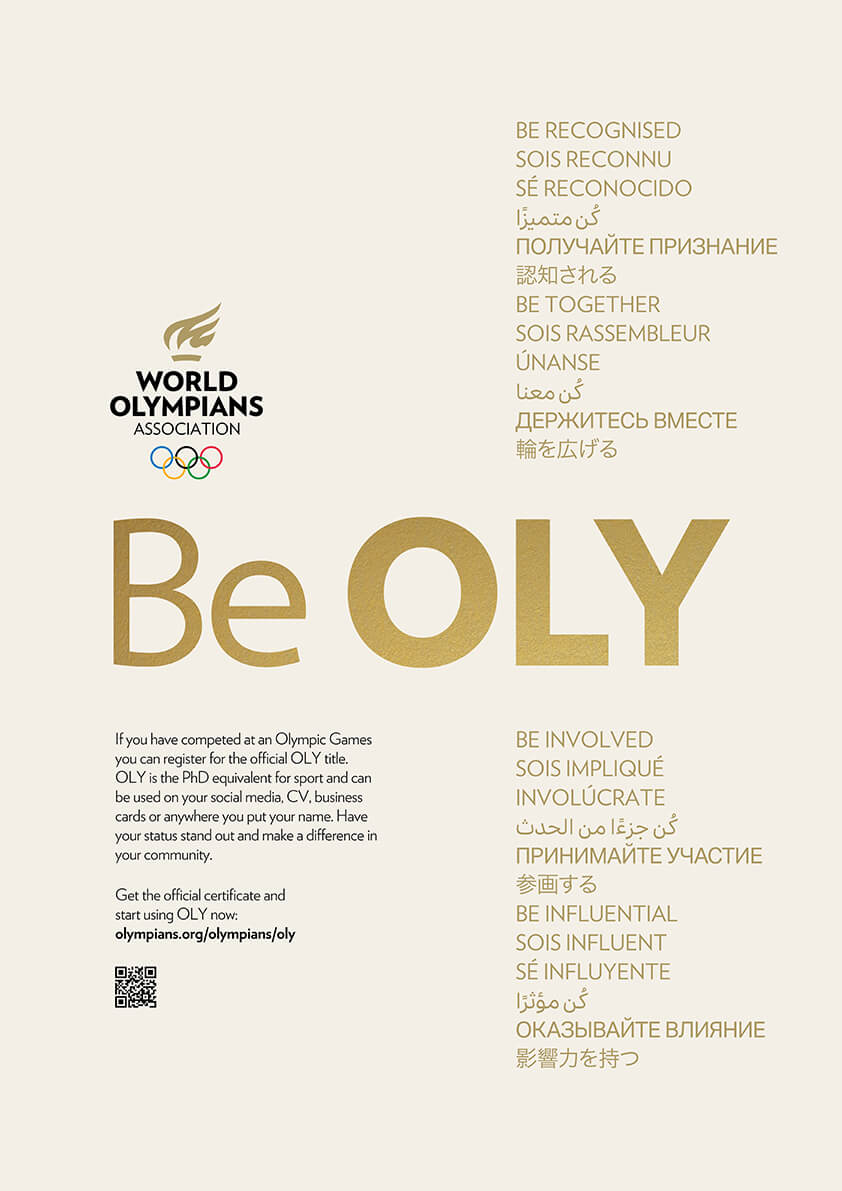 BE RECOGNISED
SOIS RECONNU
SÉ RECONOCIDO
كُن متميزًا
ПОЛУЧАЙТЕ ПРИЗНАНИЕ
認知される
BE TOGETHER
SOIS RASSEMBLEUR
ÚNANSE
كُن معنا
ДЕРЖИТЕСЬ ВМЕСТЕ
輪を広げる
WORLD
OLYMPIANS
ASSOCIATION
Be OLY
If you have competed at an Olympic Games
you can register for the official OLY title.
OLY is the PhD equivalent for sport and can
be used on your social media, CV, business
cards or anywhere you put your name. Have
your status stand out and make a difference in
your community.
Get the official certificate and
start using OLY now:
olympians.org/olympians/oly
BE INVOLVED
SOIS IMPLIQUÉ
INVOLÚCRATE
كُن جزءًا من الحدث
ПРИНИМАЙТЕ УЧАСТИЕ
参画する
BE INFLUENTIAL
SOIS INFLUENT
SÉ INFLUYENTE
كُن مؤثرًا
ОКАЗЫВАЙТЕ ВЛИЯНИЕ
影響力を持つ